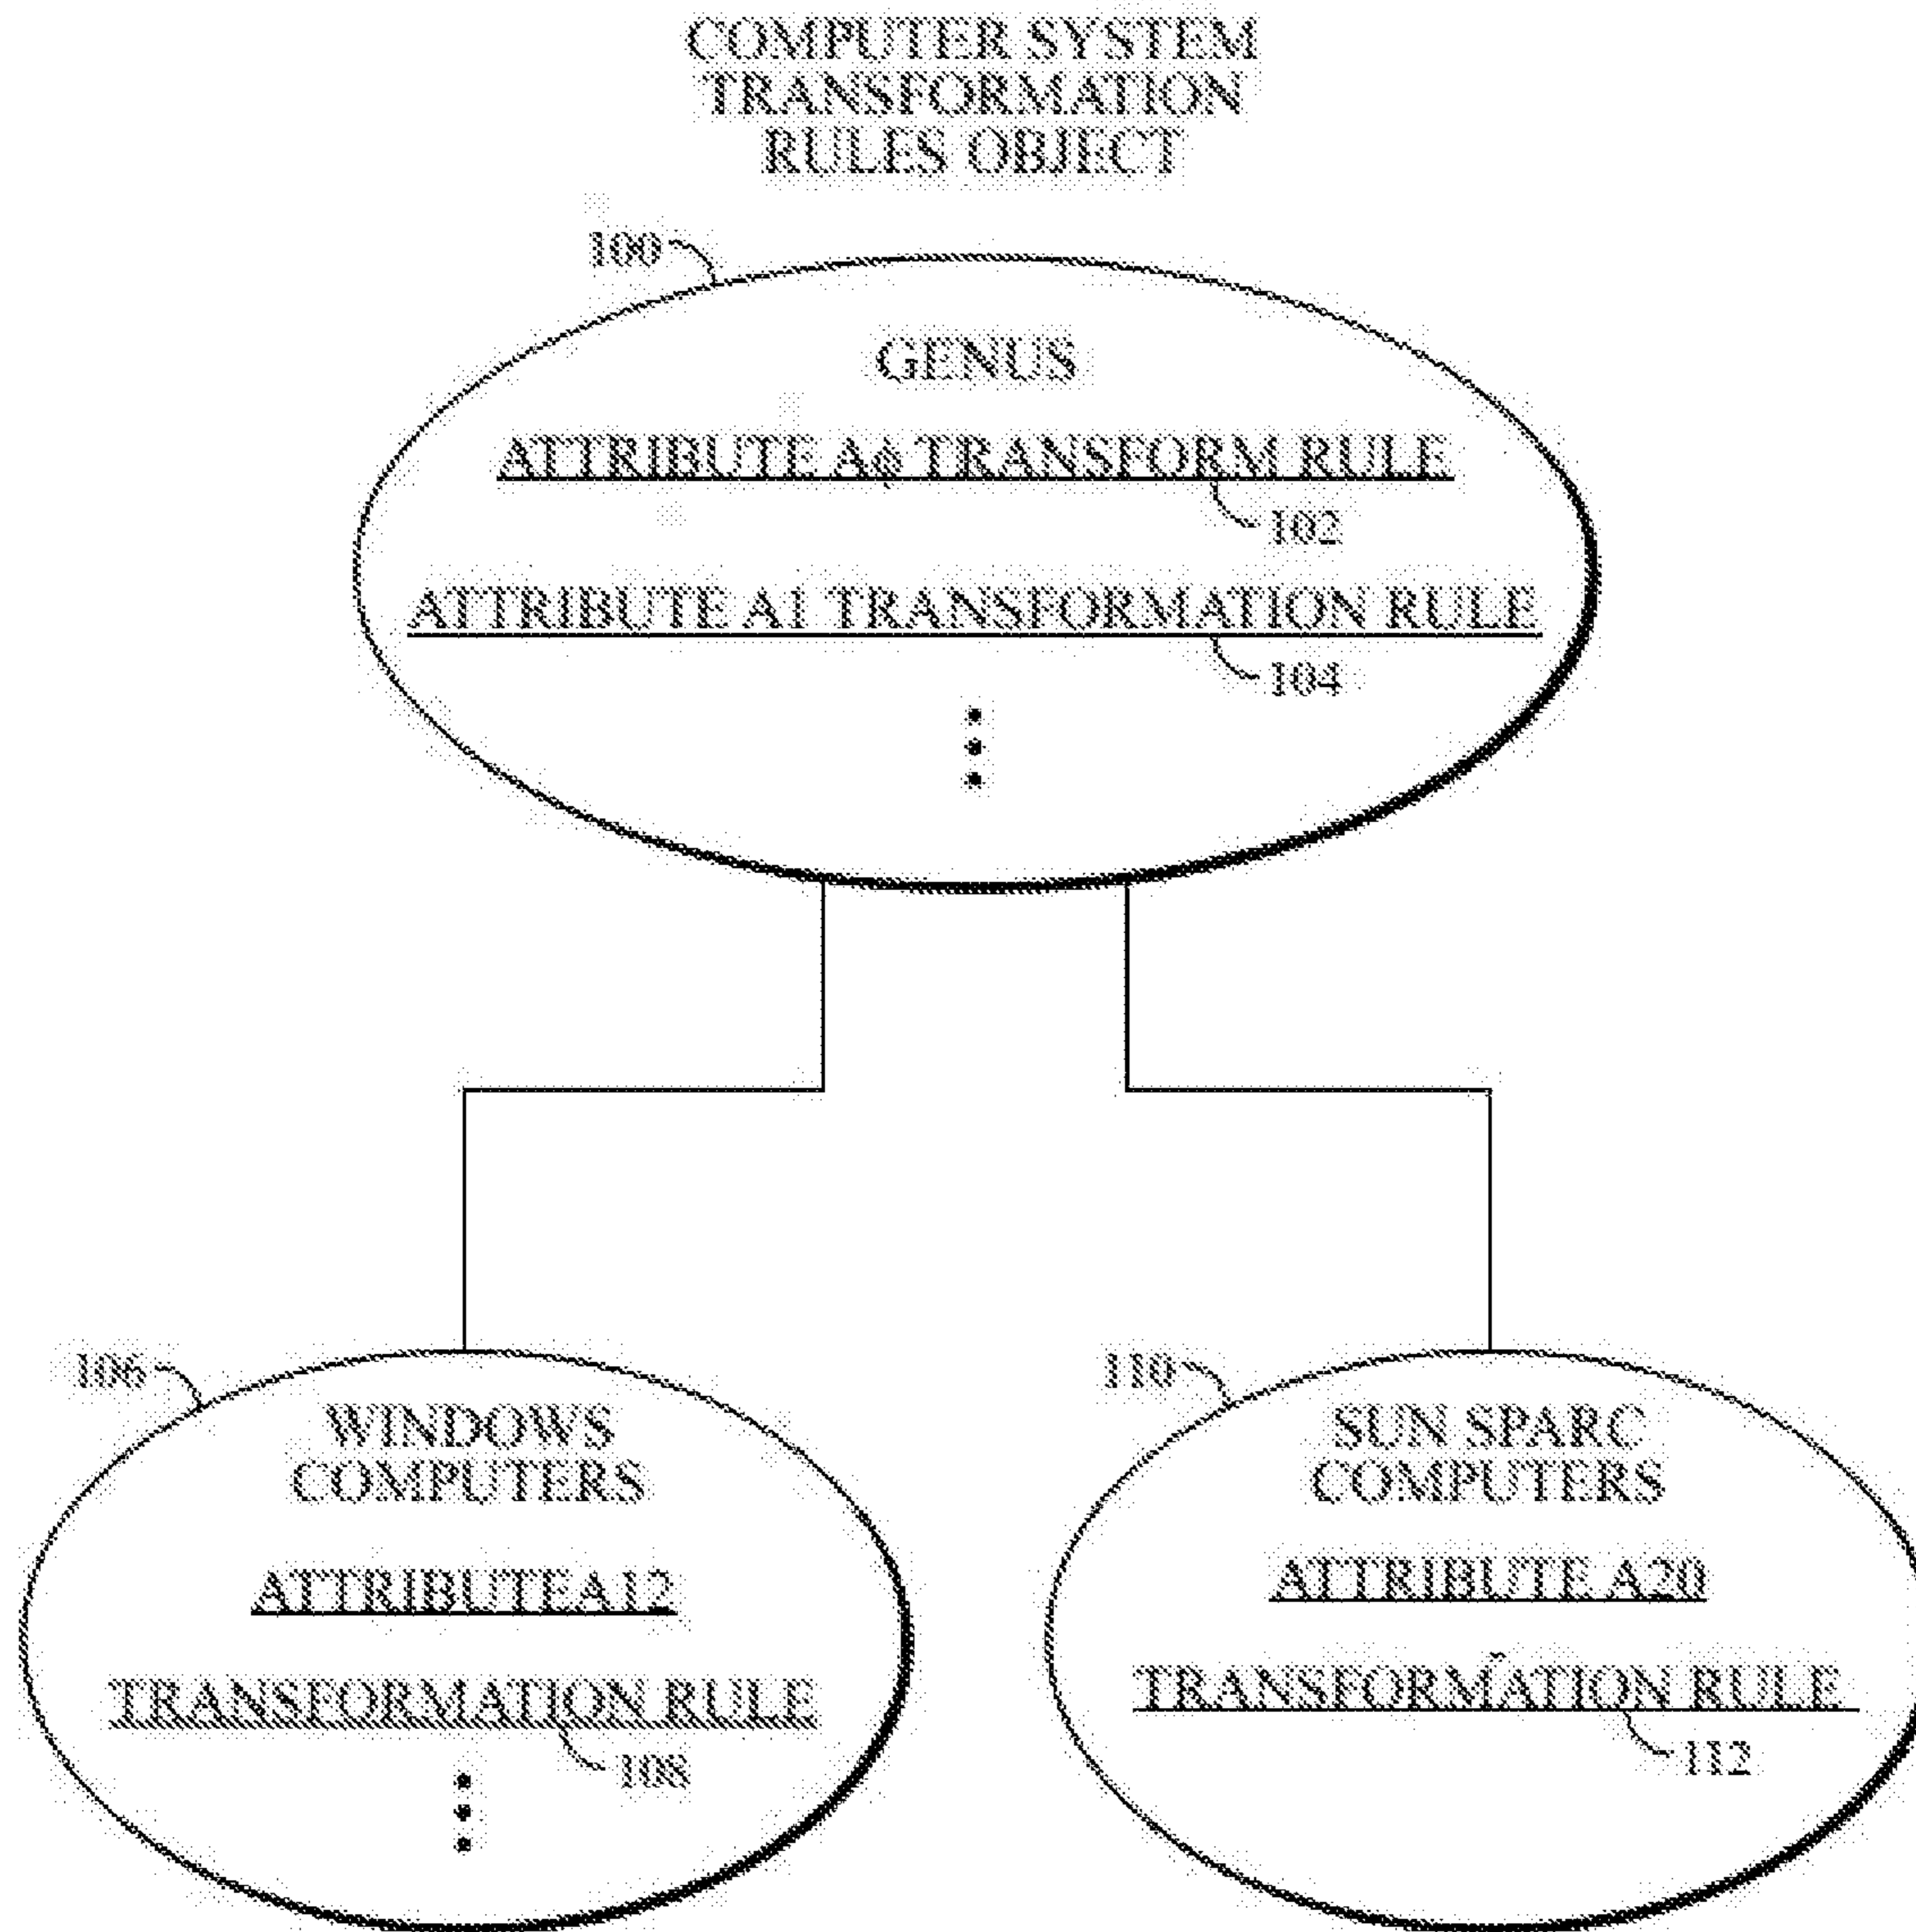 COMPUTER SYSTEM
TRANSFORMATION
RULES OBJECT
100
GENUS
ATTRIBUTE Aϕ TRANSFORM RULE
102
ATTRIBUTE A1 TRANSFORMATION RULE
104
106
WINDOWS
COMPUTERS
ATTRIBUTEA12
TRANSFORMATION RULE
108
110
SUN SPARC
COMPUTERS
ATTRIBUTE A20
TRANSFORMATION RULE
112